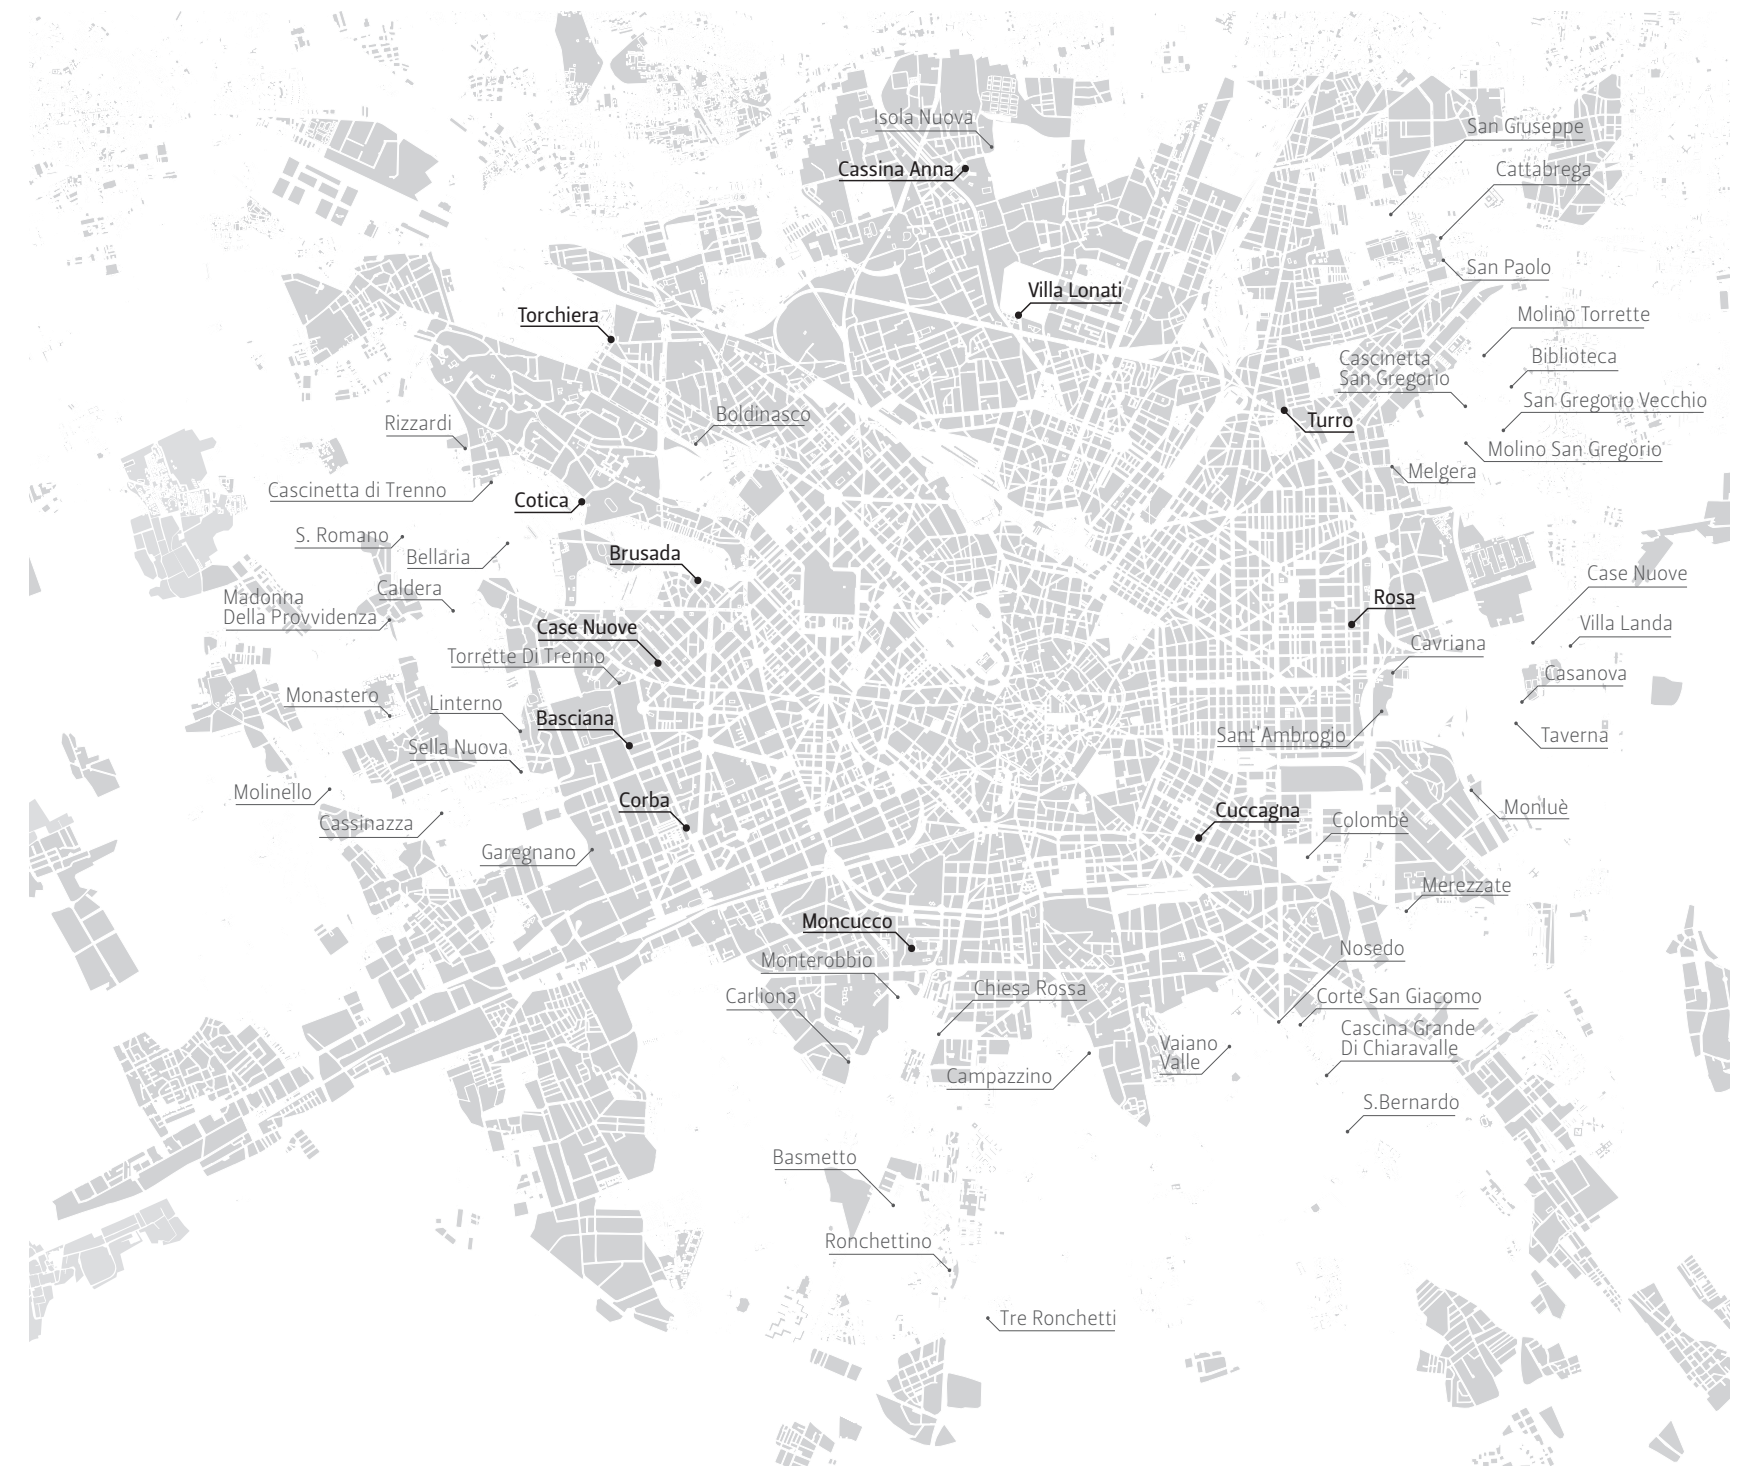 Isola Nuova
San Giuseppe
Cassina Anna
Cattabrega
San Paolo
Villa Lonati
Torchiera
Molino Torrette
Cascinetta
San Gregorio
Biblioteca
San Gregorio Vecchio
Boldinasco
Rizzardi
Turro
Molino San Gregorio
Melgera
Cascinetta di Trenno
Cotica
S. Romano
Bellaria
Brusada
Case Nuove
Caldera
Madonna
Della Provvidenza
Rosa
Villa Landa
Case Nuove
Cavriana
Torrette Di Trenno
Casanova
Monastero
Linterno
Basciana
Sant'Ambrogio
Taverna
Sella Nuova
Molinello
Corba
Cuccagna
Monluè
Cassinazza
Colombè
Garegnano
Merezzate
Moncucco
Nosedo
Monterobbio
Chiesa Rossa
Carliona
Corte San Giacomo
Cascina Grande
Di Chiaravalle
Vaiano
Valle
Campazzino
S.Bernardo
Basmetto
Ronchettino
Tre Ronchetti